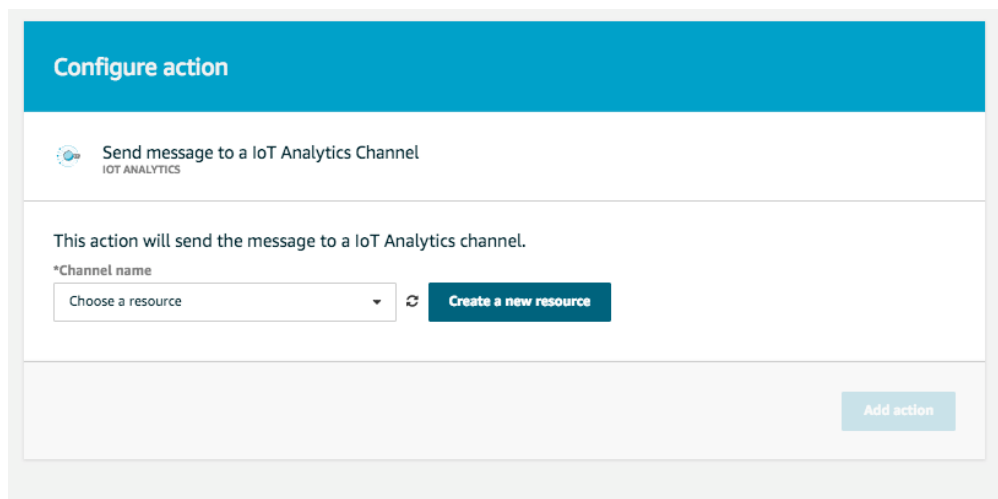 Configure action
Send message to a IoT Analytics Channel
IOT ANALYTICS
This action will send the message to a IoT Analytics channel.
*Channel name
Choose a resource
Create a new resource
Add action